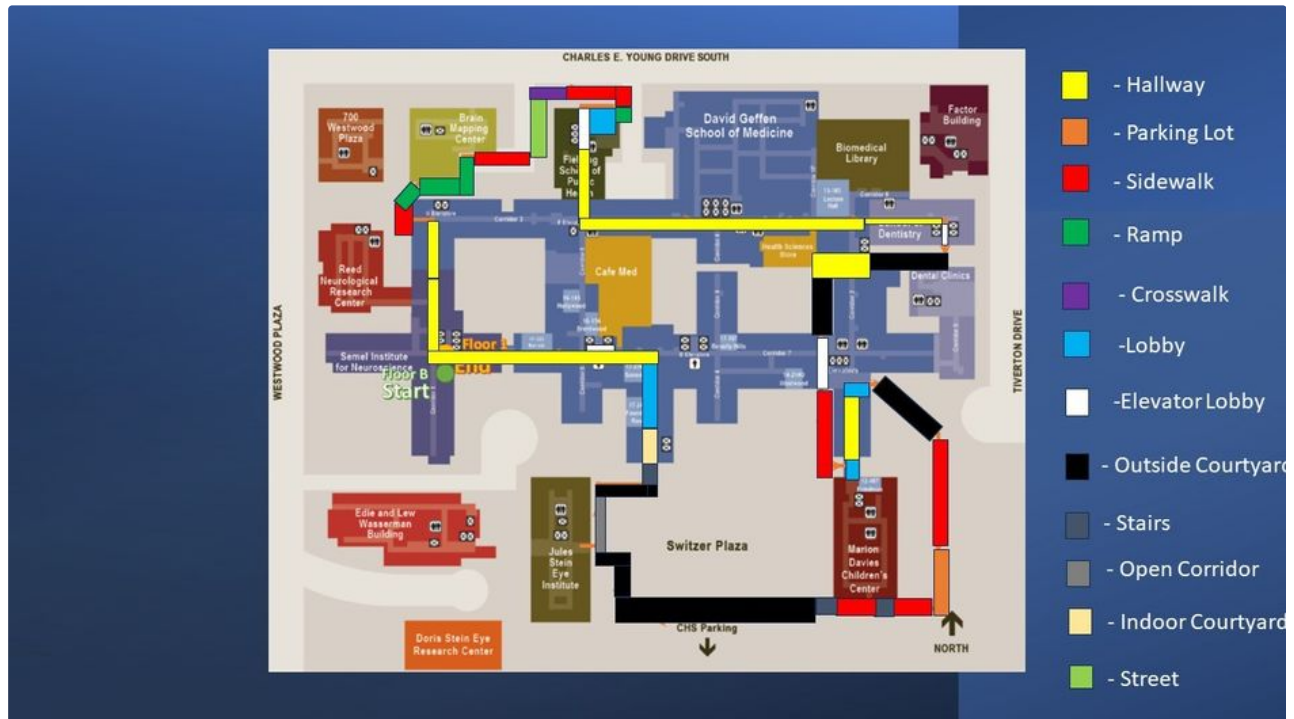 CHARLES E. YOUNG DRIVE SOUTH
700
Westwood
Plaza
Brain
Mapping
Center
David Geffen
School of Medicine
Factor
Building
Biomedical
Library
School of
Public
Health
Corridor 3
Dentistry
Health Sciences
Store
Cafe Med
Dental Clinics
Reed
Neurological
Research
Center
Semel Institute
for Neuroscience
Floor 1
End
Floor B
Start
Corridor 7
WESTWOOD PLAZA
TIVERTON DRIVE
Edie and Lew
Wasserman
Building
Jules
Stein
Eye
Institute
Switzer Plaza
Marion
Davies
Children's
Center
Doris Stein Eye
Research Center
CHS Parking
NORTH
- Hallway
- Parking Lot
- Sidewalk
- Ramp
- Crosswalk
-Lobby
-Elevator Lobby
- Outside Courtyard
- Stairs
- Open Corridor
- Indoor Courtyard
- Street